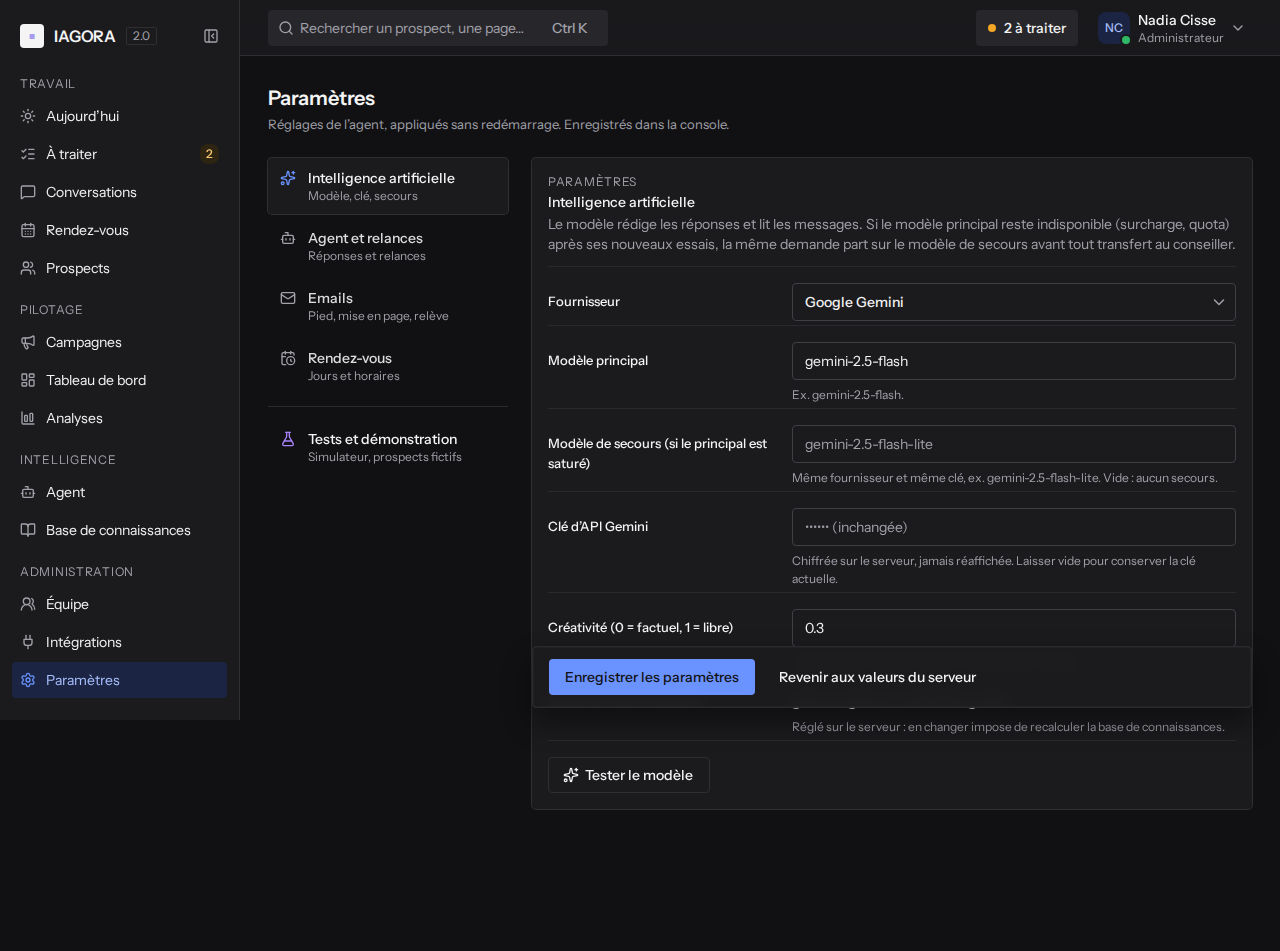 IAGORA 2.0
Rechercher un prospect, une page… Ctrl K
2 à traiter
NC
Nadia Cisse
Administrateur
TRAVAIL
Aujourd’hui
À traiter 2
Conversations
Rendez-vous
Prospects
PILOTAGE
Campagnes
Tableau de bord
Analyses
INTELLIGENCE
Agent
Base de connaissances
ADMINISTRATION
Équipe
Intégrations
Paramètres
Paramètres
Réglages de l’agent, appliqués sans redémarrage. Enregistrés dans la console.
Intelligence artificielle
Modèle, clé, secours
Agent et relances
Réponses et relances
Emails
Pied, mise en page, relève
Rendez-vous
Jours et horaires
Tests et démonstration
Simulateur, prospects fictifs
PARAMÈTRES
Intelligence artificielle
Le modèle rédige les réponses et lit les messages. Si le modèle principal reste indisponible (surcharge, quota)
après ses nouveaux essais, la même demande part sur le modèle de secours avant tout transfert au conseiller.
Fournisseur
Google Gemini
Modèle principal
gemini-2.5-flash
Ex. gemini-2.5-flash.
Modèle de secours (si le principal est
saturé)
gemini-2.5-flash-lite
Même fournisseur et même clé, ex. gemini-2.5-flash-lite. Vide : aucun secours.
Clé d’API Gemini
•••••• (inchangée)
Chiffrée sur le serveur, jamais réaffichée. Laisser vide pour conserver la clé
actuelle.
Créativité (0 = factuel, 1 = libre)
0.3
Enregistrer les paramètres
Revenir aux valeurs du serveur
Réglé sur le serveur : en changer impose de recalculer la base de connaissances.
Tester le modèle